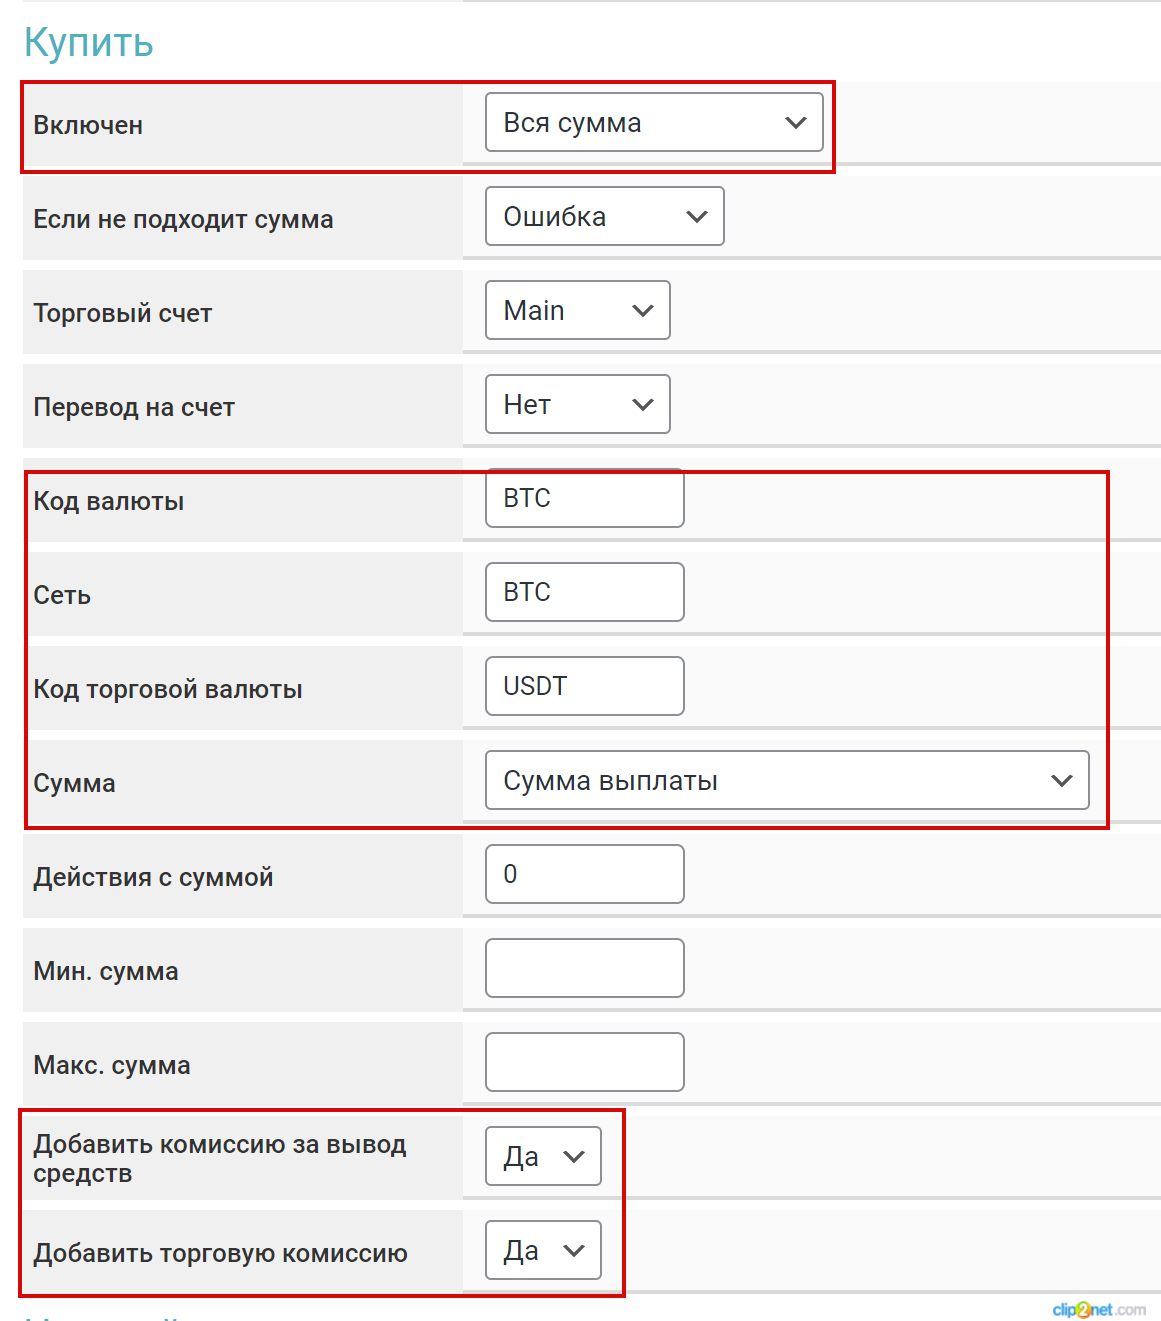 Купить
Включен
Вся сумма
Если не подходит сумма
Ошибка
Торговый счет
Main
Перевод на счет
Нет
Код валюты
BTC
Сеть
BTC
Код торговой валюты
USDT
Сумма
Сумма выплаты
Действия с суммой
0
Мин. сумма
Макс. сумма
Добавить комиссию за вывод
средств
Да
Добавить торговую комиссию
Да
clip2net.com